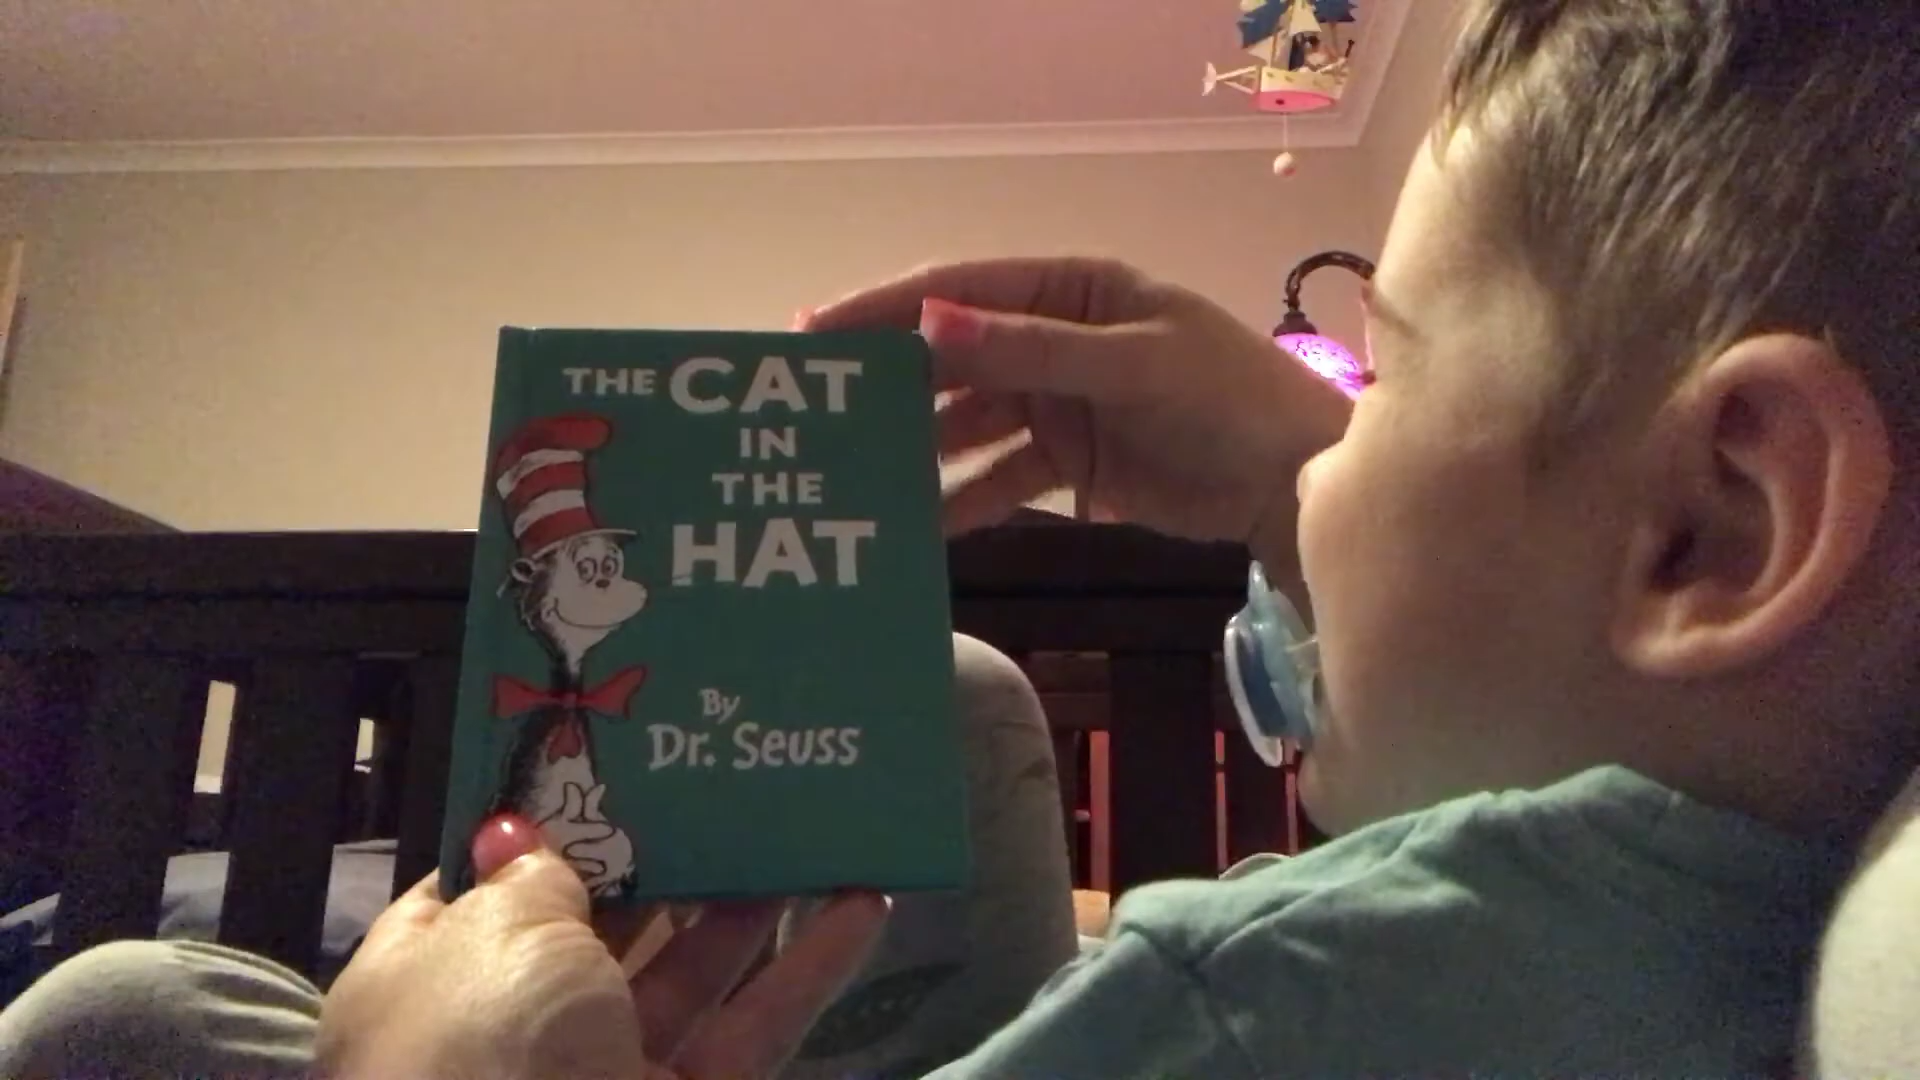 THE CAT
IN
THE
HAT
By
Dr. Seuss